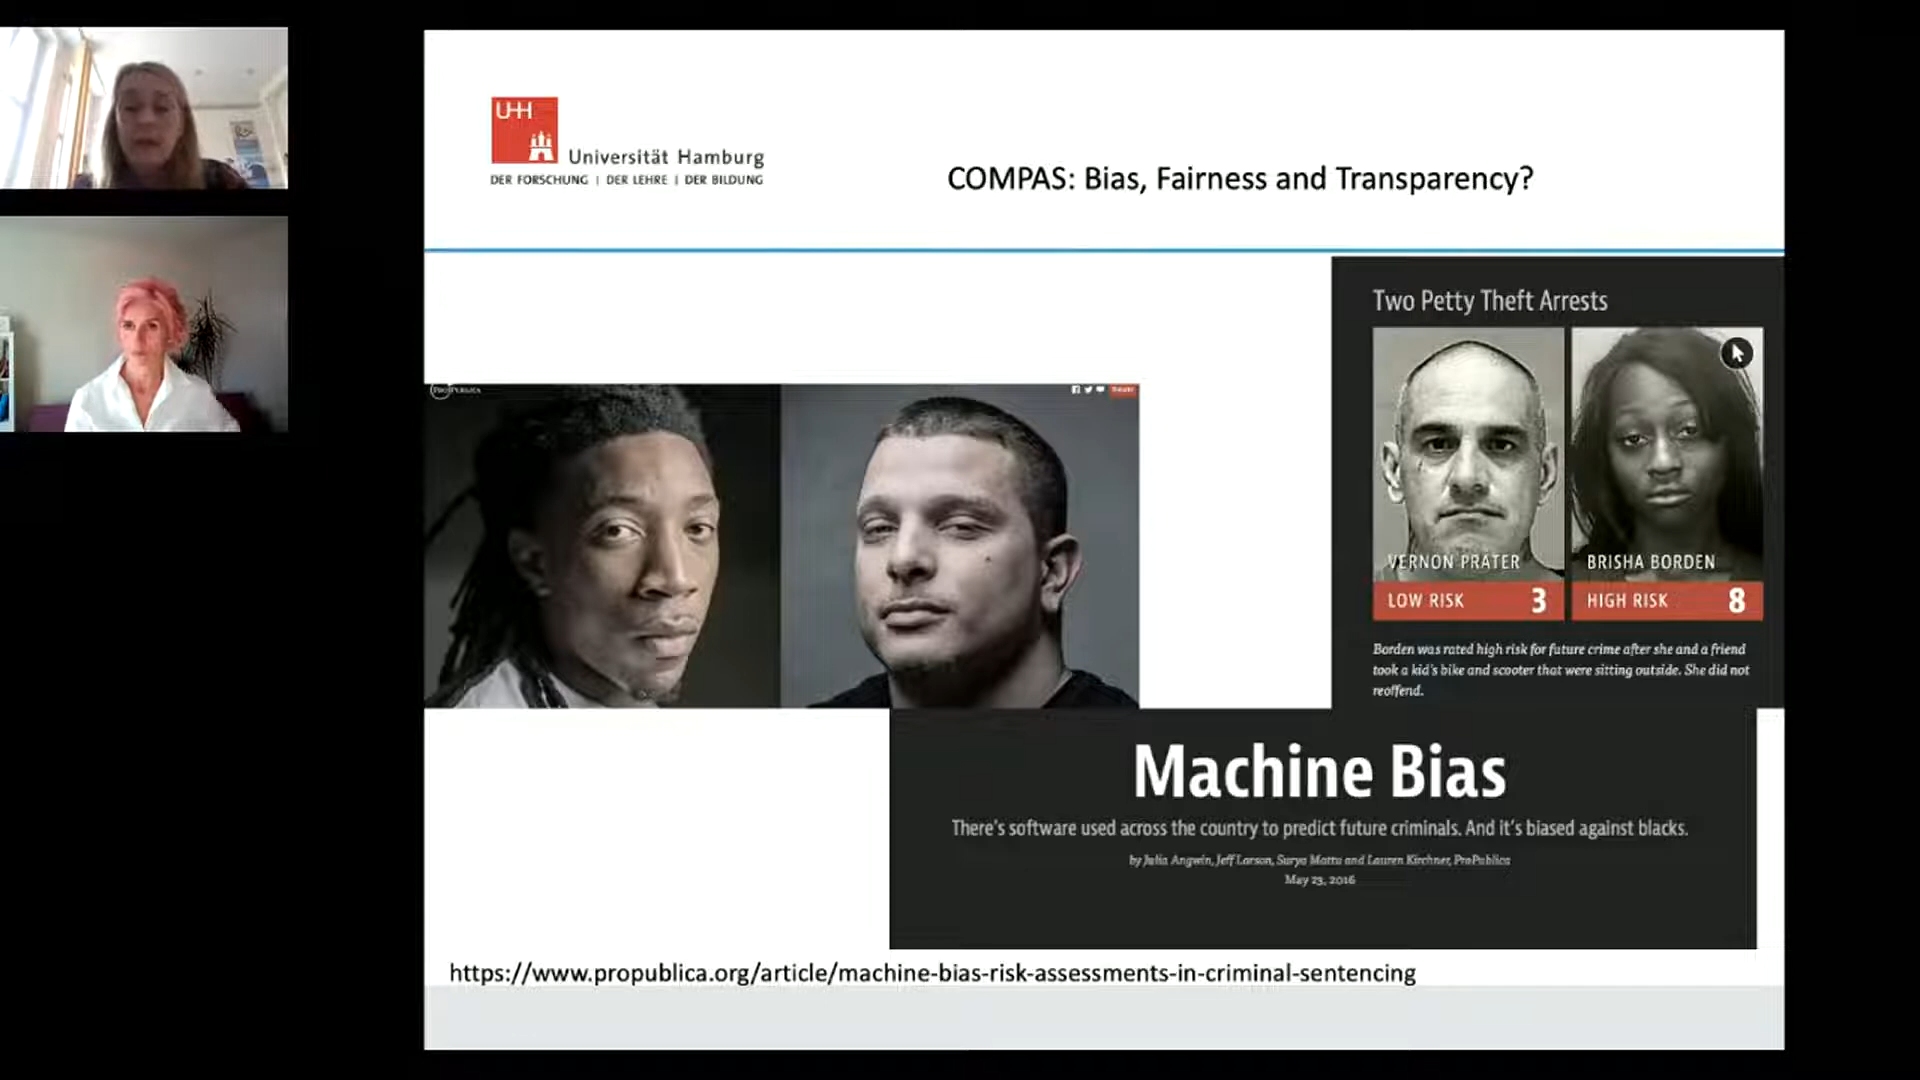 UHH
Universität Hamburg
DER FORSCHUNG | DER LEHRE | DER BILDUNG
COMPAS: Bias, Fairness and Transparency?
PROPUBLICA
Donate
Two Petty Theft Arrests
VERNON PRATER
LOW RISK 3
BRISHA BORDEN
HIGH RISK 8
Borden was rated high risk for future crime after she and a friend
took a kid's bike and scooter that were sitting outside. She did not
reoffend.
Machine Bias
There's software used across the country to predict future criminals. And it's biased against blacks.
by Julia Angwin, Jeff Larson, Surya Mattu and Lauren Kirchner, ProPublica
May 23, 2016
https://www.propublica.org/article/machine-bias-risk-assessments-in-criminal-sentencing